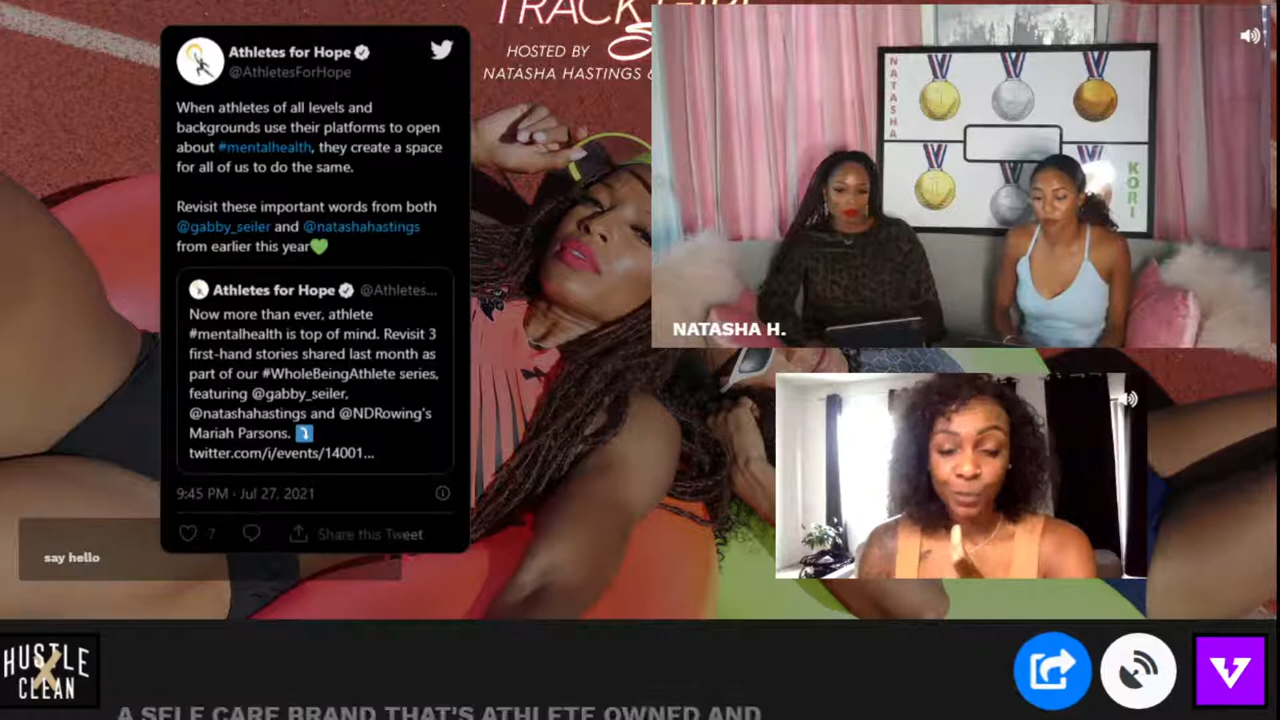 TRACK GIRL
HOSTED BY
NATASHA HASTINGS &
Athletes for Hope
@AthletesForHope
When athletes of all levels and
backgrounds use their platforms to open
about #mentalhealth, they create a space
for all of us to do the same.
Revisit these important words from both
@gabby_seiler and @natashahastings
from earlier this year💚
Athletes for Hope @Athletes...
Now more than ever, athlete
#mentalhealth is top of mind. Revisit 3
first-hand stories shared last month as
part of our #WholeBeingAthlete series,
featuring @gabby_seiler,
@natashahastings and @NDRowing's
Mariah Parsons. ⤵️
twitter.com/i/events/14001...
9:45 PM · Jul 27, 2021
7
Share this Tweet
say hello
NATASHA
KORI
NATASHA H.
HUSTLE
X
CLEAN
A SELF CARE BRAND THAT'S ATHLETE OWNED AND